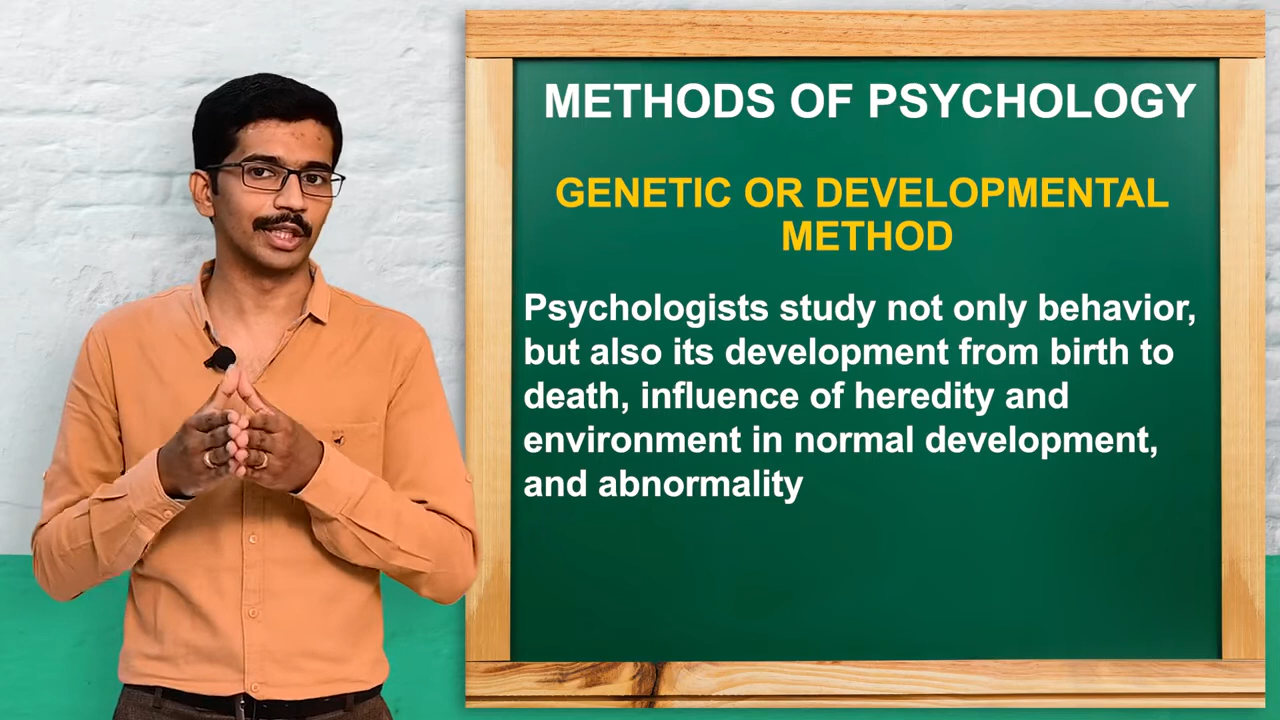 METHODS OF PSYCHOLOGY
GENETIC OR DEVELOPMENTAL
METHOD
Psychologists study not only behavior,
but also its development from birth to
death, influence of heredity and
environment in normal development,
and abnormality